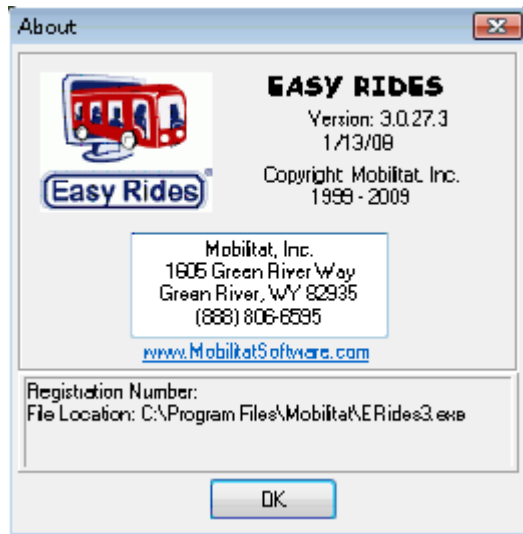 About
EASY RIDES
Version: 3.0.27.3
1/13/09
Copyright Mobilitat, Inc.
1999 - 2009
Easy Rides
Mobilitat, Inc.
1605 Green River Way
Green River, WY 82935
(888) 806-6595
www.MobilitatSoftware.com
Registration Number:
File Location: C:\Program Files\Mobilitat\ERides3.exe
OK